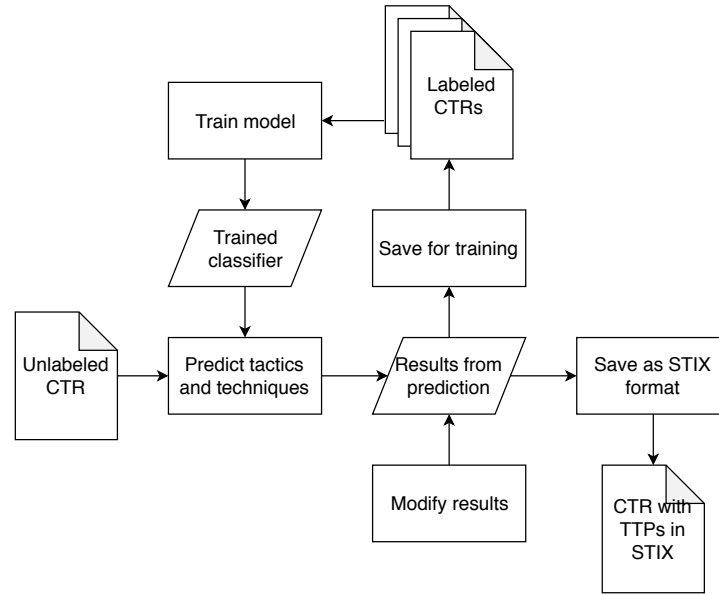 Labeled
CTRs
Train model
Trained
classifier
Save for training
Unlabeled
CTR
Predict tactics
and techniques
Results from
prediction
Save as STIX
format
Modify results
CTR with
TTPs in
STIX